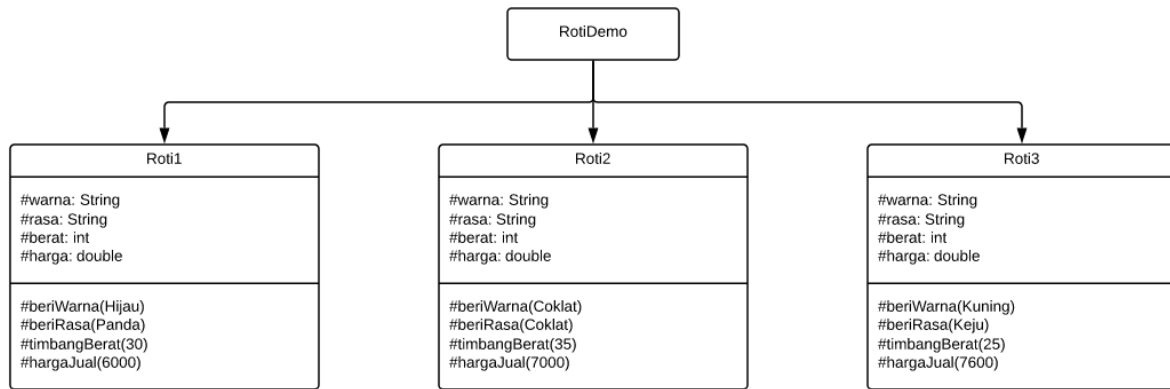 RotiDemo
Roti1
#warna: String
#rasa: String
#berat: int
#harga: double
#beriWarna(Hijau)
#beriRasa(Panda)
#timbangBerat(30)
#hargaJual(6000)
Roti2
#warna: String
#rasa: String
#berat: int
#harga: double
#beriWarna(Coklat)
#beriRasa(Coklat)
#timbangBerat(35)
#hargaJual(7000)
Roti3
#warna: String
#rasa: String
#berat: int
#harga: double
#beriWarna(Kuning)
#beriRasa(Keju)
#timbangBerat(25)
#hargaJual(7600)